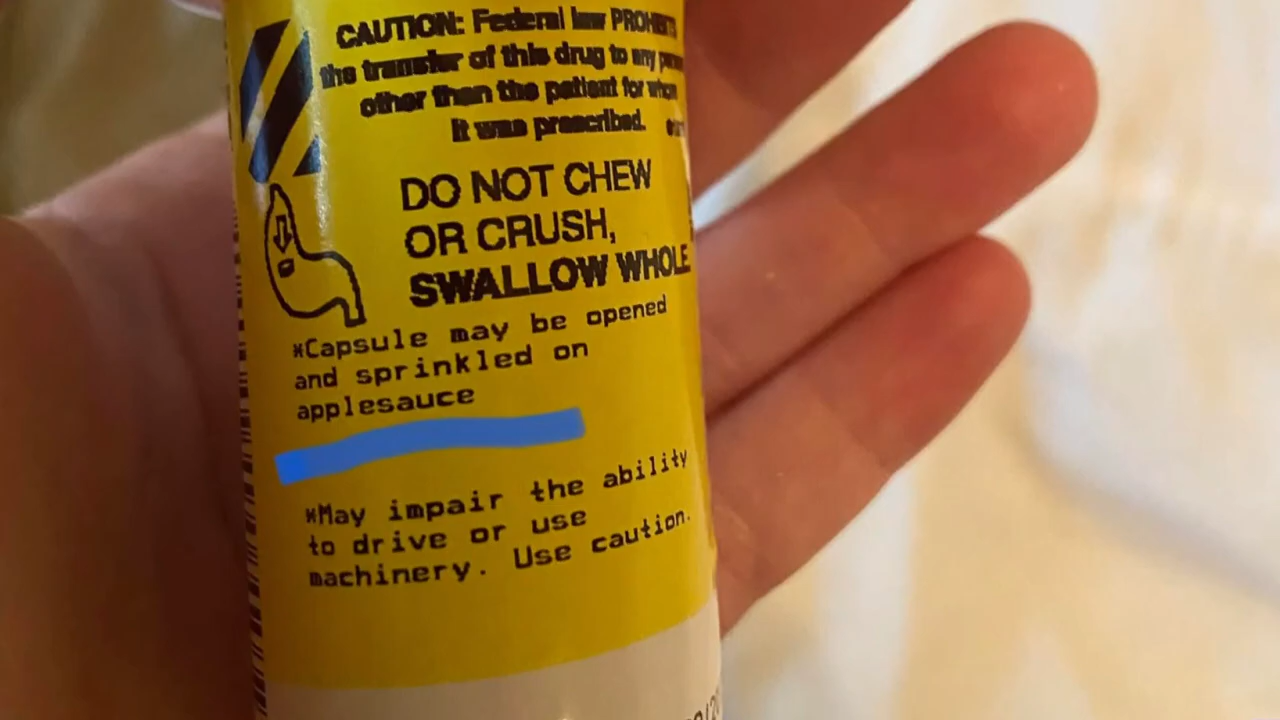 CAUTION: Federal law PROHIBITS
the transfer of this drug to any person
other than the patient for whom
it was prescribed.
DO NOT CHEW
OR CRUSH,
SWALLOW WHOLE
*Capsule may be opened
and sprinkled on
applesauce
*May impair the ability
to drive or use
machinery. Use caution.